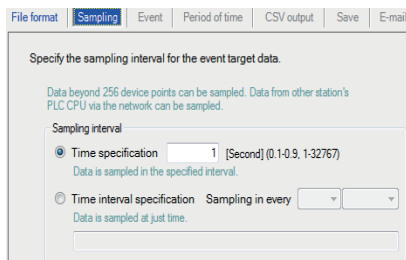 File format Sampling Event Period of time CSV output Save E-mail
Specify the sampling interval for the event target data.
Data beyond 256 device points can be sampled. Data from other station's
PLC CPU via the network can be sampled.
Sampling interval
Time specification 1 [Second] (0.1-0.9, 1-32767)
Data is sampled in the specified interval.
Time interval specification Sampling in every
Data is sampled at just time.